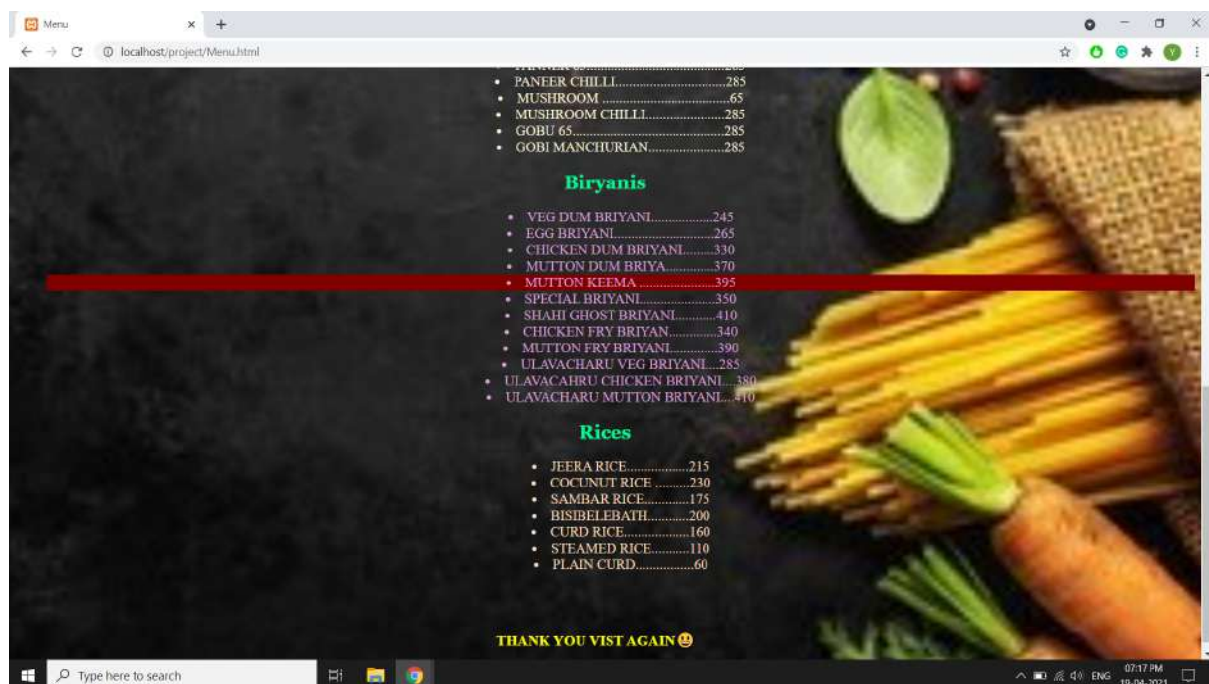 Menu
localhost/project/Menu.html
PANEER CHILLI................................285
MUSHROOM .....................................65
MUSHROOM CHILLI.......................285
GOBU 65............................................285
GOBI MANCHURIAN......................285
Biryanis
VEG DUM BRIYANI..................245
EGG BRIYANI.............................265
CHICKEN DUM BRIYANI.........330
MUTTON DUM BRIYA..............370
MUTTON KEEMA ......................395
SPECIAL BRIYANI......................350
SHAHI GHOST BRIYANI............410
CHICKEN FRY BRIYAN..............340
MUTTON FRY BRIYANI..............390
ULAVACHARU VEG BRIYANI...285
ULAVACAHRU CHICKEN BRIYANI....380
ULAVACHARU MUTTON BRIYANI....410
Rices
JEERA RICE..................215
COCUNUT RICE ..........230
SAMBAR RICE.............175
BISIBELEBATH............200
CURD RICE...................160
STEAMED RICE...........110
PLAIN CURD.................60
THANK YOU VIST AGAIN😃
Type here to search
ENG
07:17 PM
19-04-2021